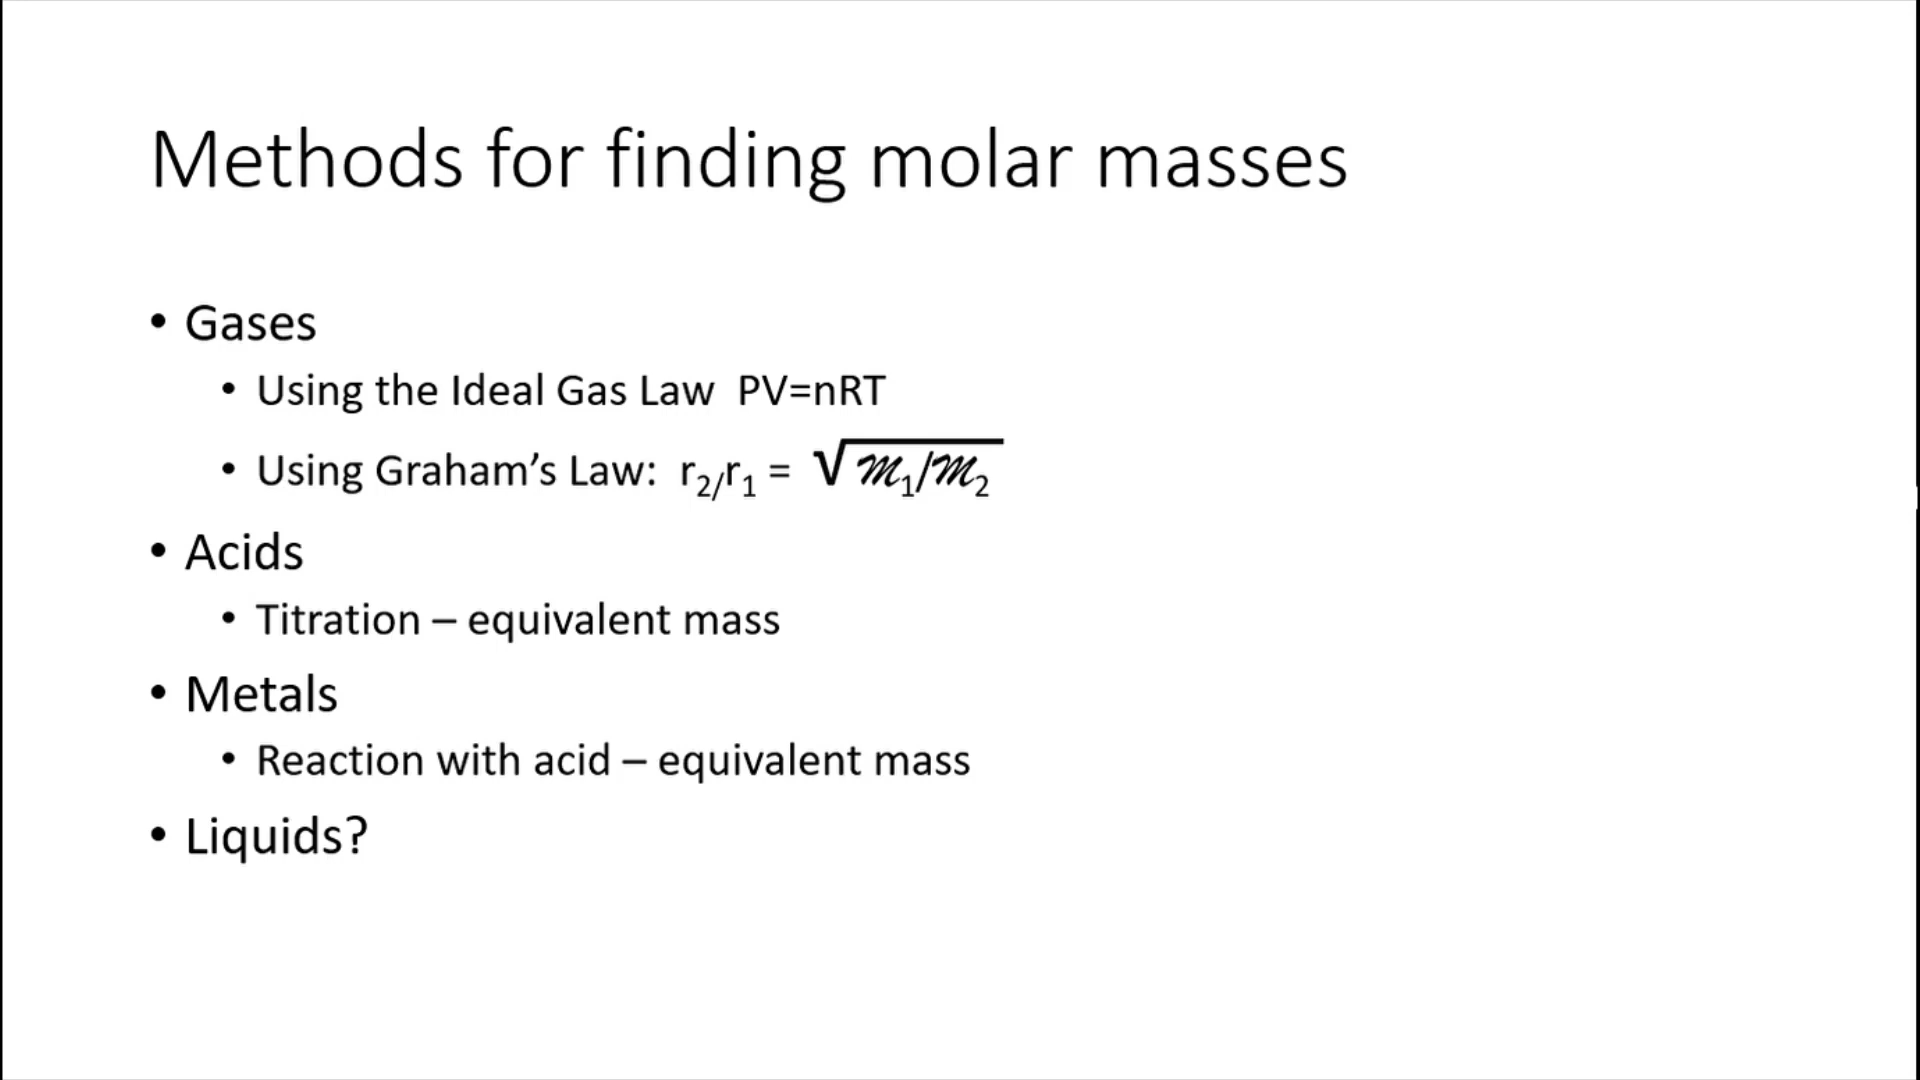 Methods for finding molar masses
• Gases
• Using the Ideal Gas Law  PV=nRT
• Using Graham’s Law:  r₂/r₁ = √ℳ₁/ℳ₂
• Acids
• Titration – equivalent mass
• Metals
• Reaction with acid – equivalent mass
• Liquids?